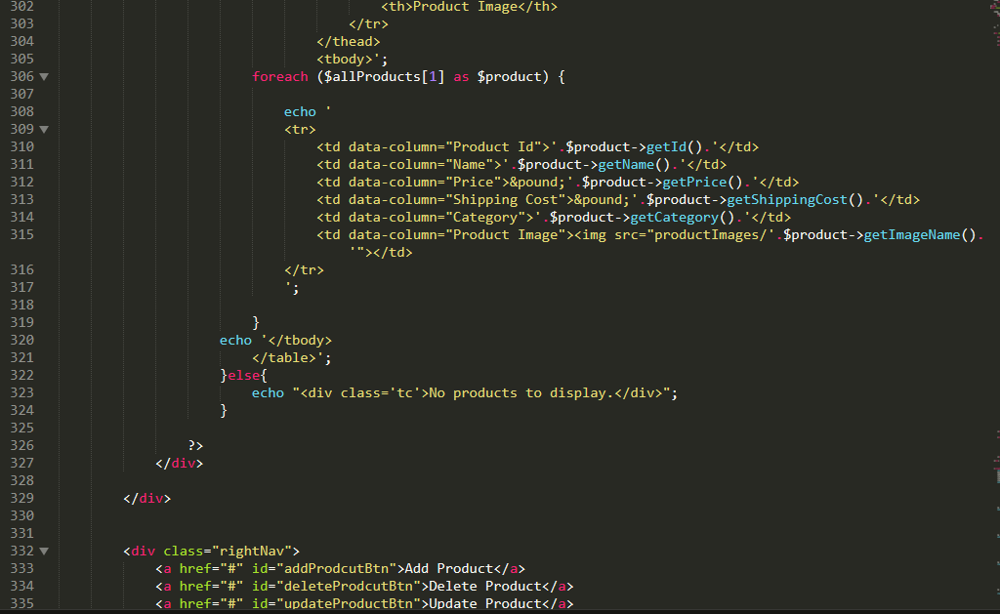 302 <th>Product Image</th>
303 </tr>
304 </thead>
305 <tbody>';
306 foreach ($allProducts[1] as $product) {
307
308 echo '
309 <tr>
310 <td data-column="Product Id">'.$product->getId().'</td>
311 <td data-column="Name">'.$product->getName().'</td>
312 <td data-column="Price">&pound;'.$product->getPrice().'</td>
313 <td data-column="Shipping Cost">&pound;'.$product->getShippingCost().'</td>
314 <td data-column="Category">'.$product->getCategory().'</td>
315 <td data-column="Product Image"><img src="productImages/'.$product->getImageName().
'"></td>
316 </tr>
317 ';
318
319 }
320 echo '</tbody>
321 </table>';
322 }else{
323 echo "<div class='tc'>No products to display.</div>";
324 }
325
326 ?>
327 </div>
328
329 </div>
330
331
332 <div class="rightNav">
333 <a href="#" id="addProdcutBtn">Add Product</a>
334 <a href="#" id="deleteProdcutBtn">Delete Product</a>
335 <a href="#" id="updateProductBtn">Update Product</a>